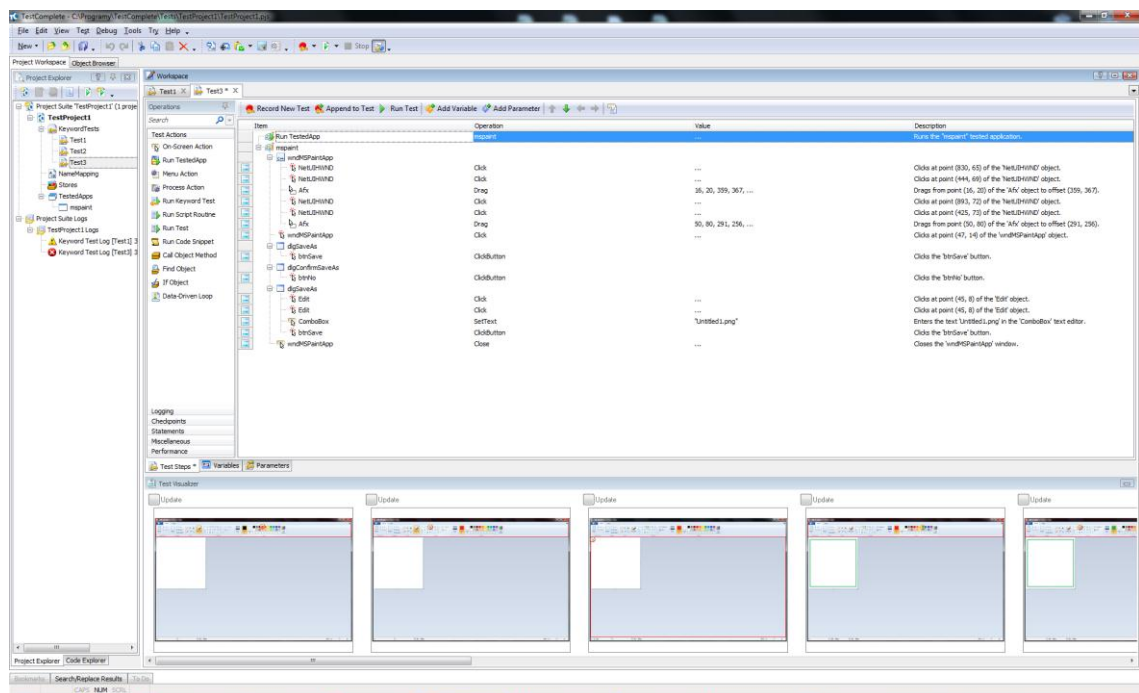 TestComplete - C:\Programy\TestComplete\Tests\TestProject1\TestProject1.pjs
File Edit View Test Debug Tools Try Help
New Stop
Project Workspace Object Browser
Project Explorer
Workspace
Test1 Test3 *
Project Suite 'TestProject1' (1 proje
TestProject1
KeywordTests
Test1
Test2
Test3
NameMapping
Stores
TestedApps
mspaint
Project Suite Logs
TestProject1 Logs
Keyword Test Log [Test1] 3
Keyword Test Log [Test3] 3
Operations
Search
Test Actions
On-Screen Action
Run TestedApp
Menu Action
Process Action
Run Keyword Test
Run Script Routine
Run Test
Run Code Snippet
Call Object Method
Find Object
If Object
Data-Driven Loop
Logging
Checkpoints
Statements
Miscellaneous
Performance
Record New Test Append to Test Run Test Add Variable Add Parameter
Item Operation Value Description
Run TestedApp mspaint ... Runs the "mspaint" tested application.
mspaint
wndMSPaintApp
NetUIHWND Click ... Clicks at point (830, 65) of the 'NetUIHWND' object.
NetUIHWND Click ... Clicks at point (444, 69) of the 'NetUIHWND' object.
Afx Drag 16, 20, 359, 367, ... Drags from point (16, 20) of the 'Afx' object to offset (359, 367).
NetUIHWND Click ... Clicks at point (893, 72) of the 'NetUIHWND' object.
NetUIHWND Click ... Clicks at point (425, 73) of the 'NetUIHWND' object.
Afx Drag 50, 80, 291, 256, ... Drags from point (50, 80) of the 'Afx' object to offset (291, 256).
wndMSPaintApp Click ... Clicks at point (47, 14) of the 'wndMSPaintApp' object.
dlgSaveAs
btnSave ClickButton Clicks the 'btnSave' button.
dlgConfirmSaveAs
btnNo ClickButton Clicks the 'btnNo' button.
dlgSaveAs
Edit Click ... Clicks at point (45, 8) of the 'Edit' object.
Edit Click ... Clicks at point (45, 8) of the 'Edit' object.
ComboBox SetText "Untitled1.png" Enters the text 'Untitled1.png' in the 'ComboBox' text editor.
btnSave ClickButton Clicks the 'btnSave' button.
wndMSPaintApp Close ... Closes the 'wndMSPaintApp' window.
Test Steps * Variables Parameters
Test Visualizer
Update Update Update Update Update
Project Explorer Code Explorer
Bookmarks Search/Replace Results To Do
CAPS NUM SCRL